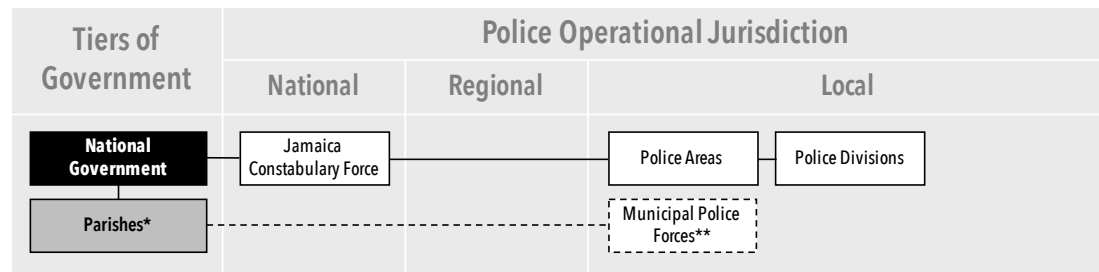 Tiers of
Government
Police Operational Jurisdiction
National
Regional
Local
National
Government
Jamaica
Constabulary Force
Police Areas
Police Divisions
Parishes*
Municipal Police
Forces**